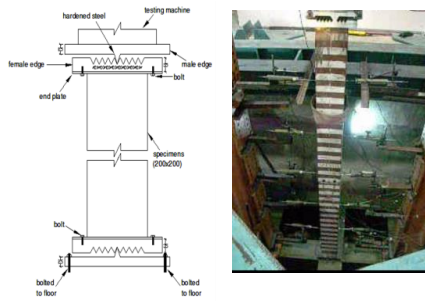 testing machine
hardened steel
female edge
male edge
end plate
bolt
specimens
(200x200)
bolt
bolted
to floor
bolted
to floor